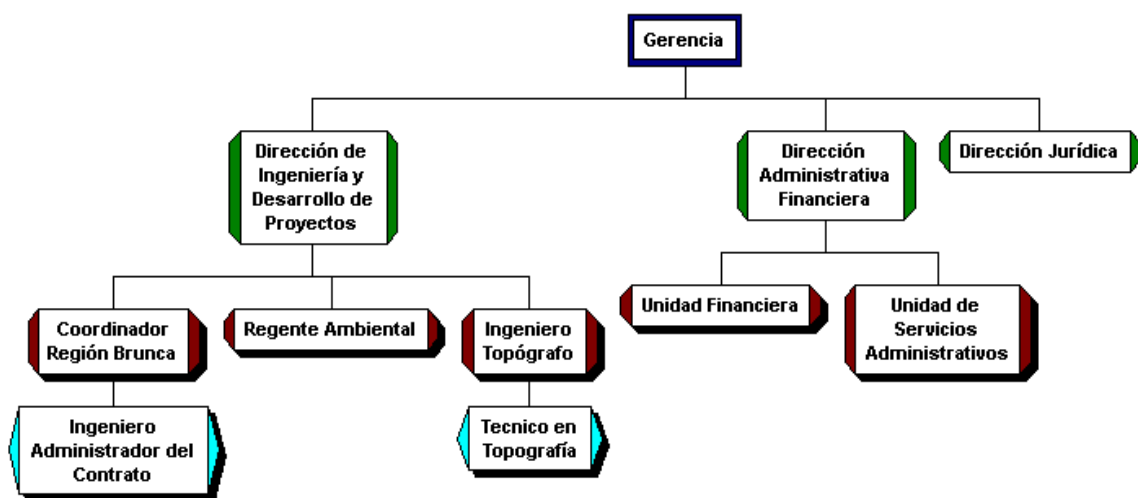 Gerencia
Dirección de
Ingeniería y
Desarrollo de
Proyectos
Dirección
Administrativa
Financiera
Dirección Jurídica
Coordinador
Región Brunca
Regente Ambiental
Ingeniero
Topógrafo
Unidad Financiera
Unidad de
Servicios
Administrativos
Ingeniero
Administrador del
Contrato
Tecnico en
Topografía